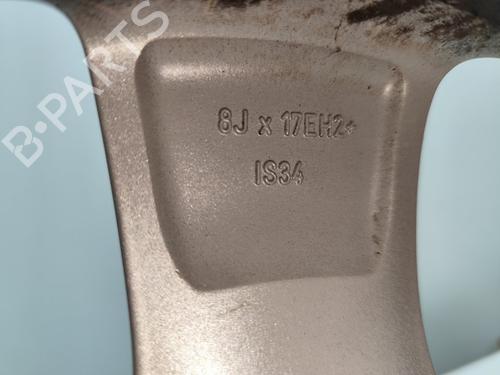 B-PARTS
8J x 17EH2+
IS34